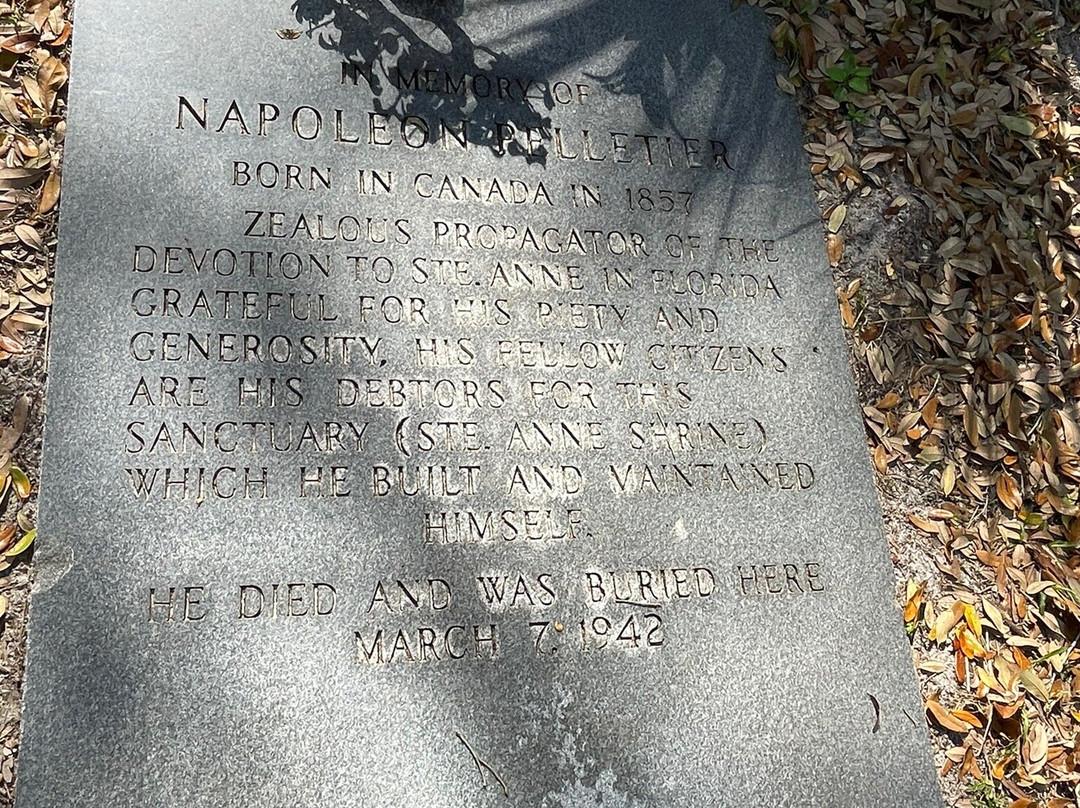 IN MEMORY OF
NAPOLEON PELLETIER
BORN IN CANADA IN 1857
ZEALOUS PROPAGATOR OF THE
DEVOTION TO STE. ANNE IN FLORIDA
GRATEFUL FOR HIS PIETY AND
GENEROSITY, HIS FELLOW CITIZENS
ARE HIS DEBTORS FOR THIS
SANCTUARY (STE. ANNE SHRINE)
WHICH HE BUILT AND MAINTAINED
HIMSELF.
HE DIED AND WAS BURIED HERE
MARCH 7, 1942